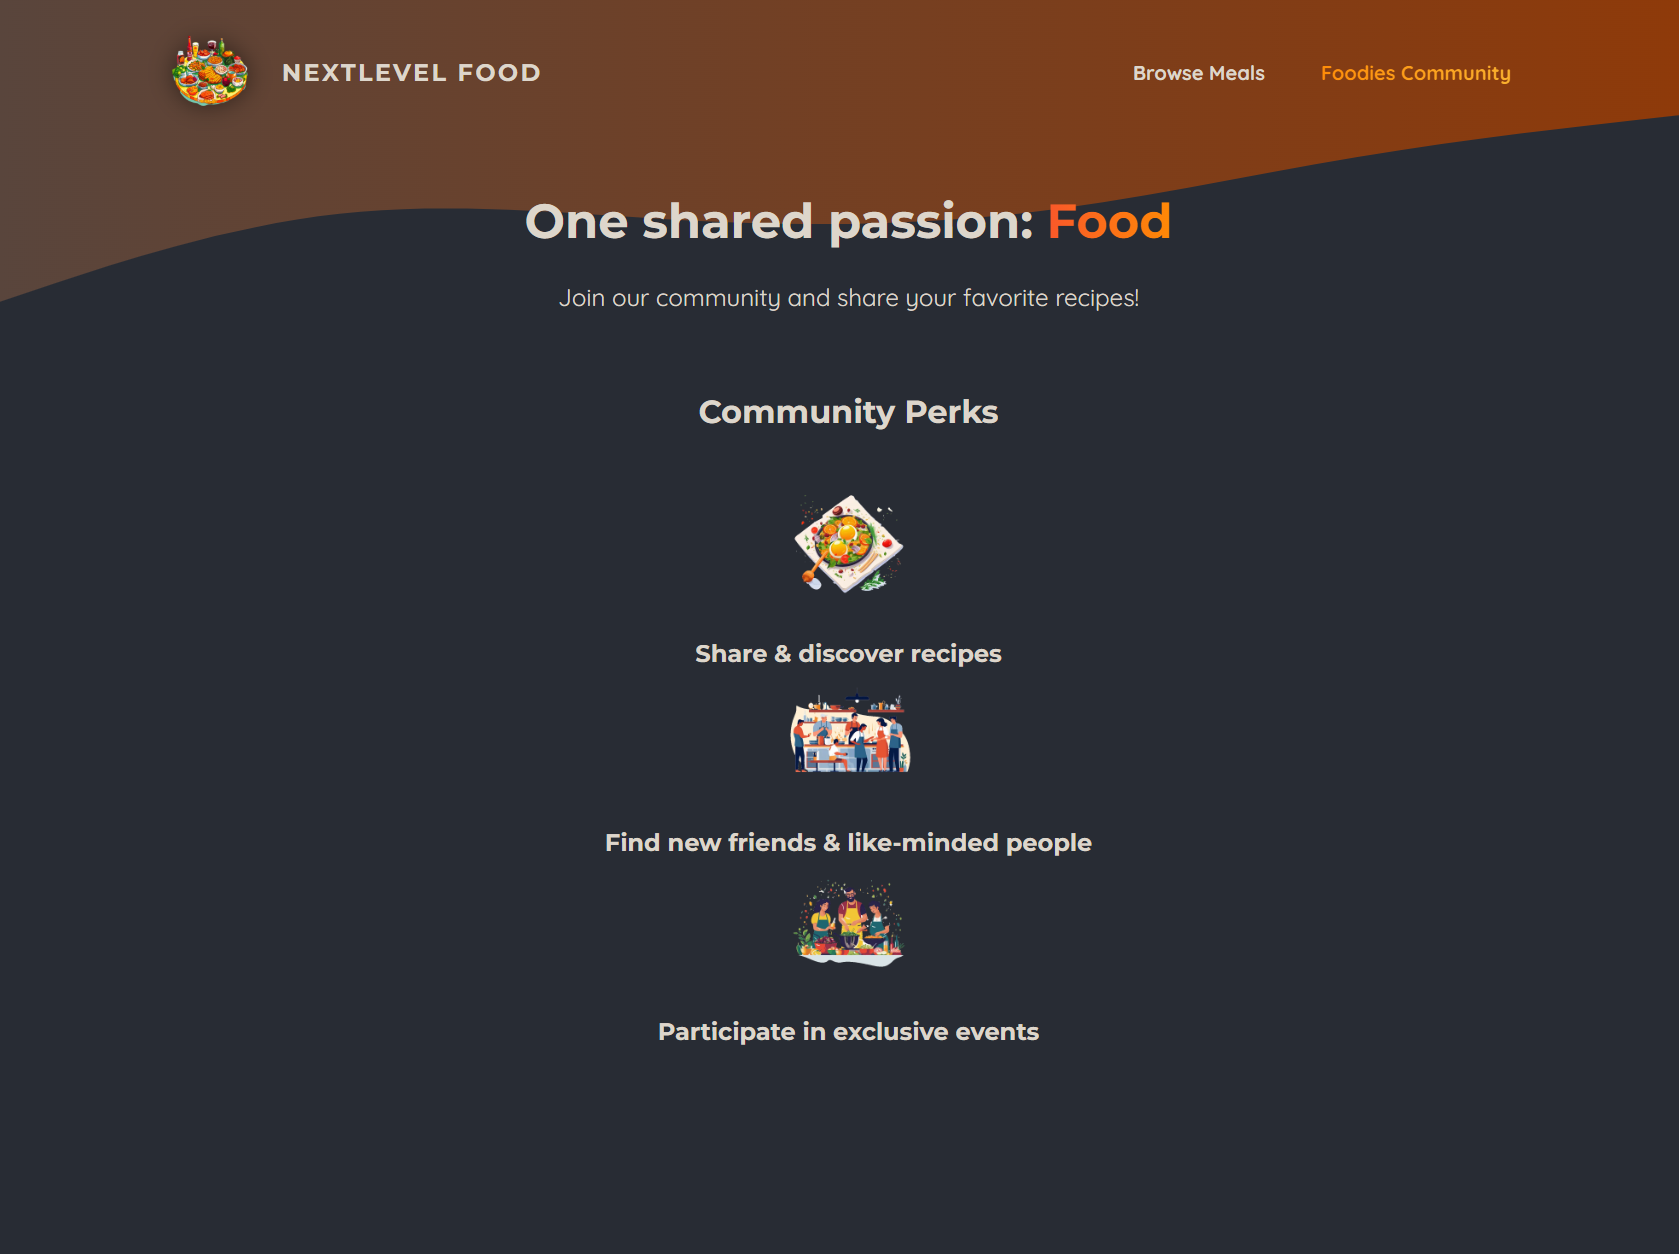 NEXTLEVEL FOOD
Browse Meals
Foodies Community
One shared passion: Food
Join our community and share your favorite recipes!
Community Perks
Share & discover recipes
Find new friends & like-minded people
Participate in exclusive events